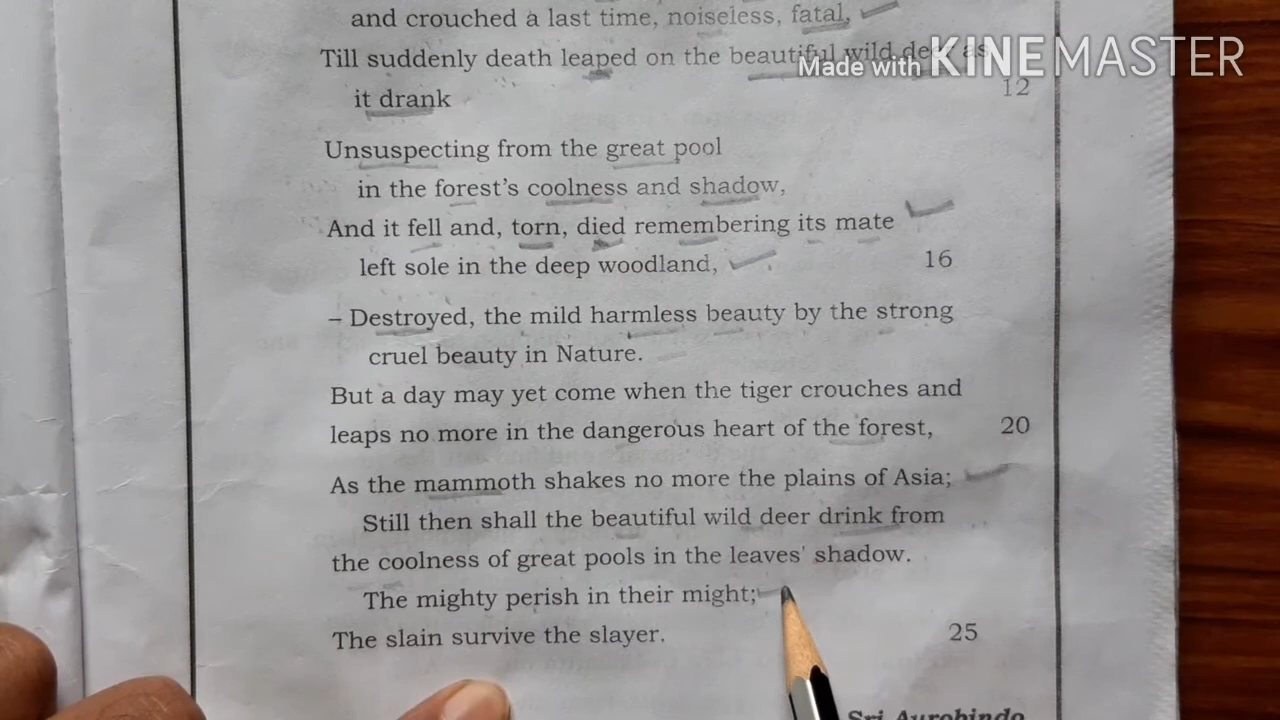 and crouched a last time, noiseless, fatal,
Made with KINEMASTER
Till suddenly death leaped on the beautiful wild deer as
12
it drank
Unsuspecting from the great pool
in the forest's coolness and shadow,
And it fell and, torn, died remembering its mate
left sole in the deep woodland, 16
– Destroyed, the mild harmless beauty by the strong
cruel beauty in Nature.
But a day may yet come when the tiger crouches and
leaps no more in the dangerous heart of the forest, 20
As the mammoth shakes no more the plains of Asia;
Still then shall the beautiful wild deer drink from
the coolness of great pools in the leaves' shadow.
The mighty perish in their might;
The slain survive the slayer. 25
Sri Aurobindo